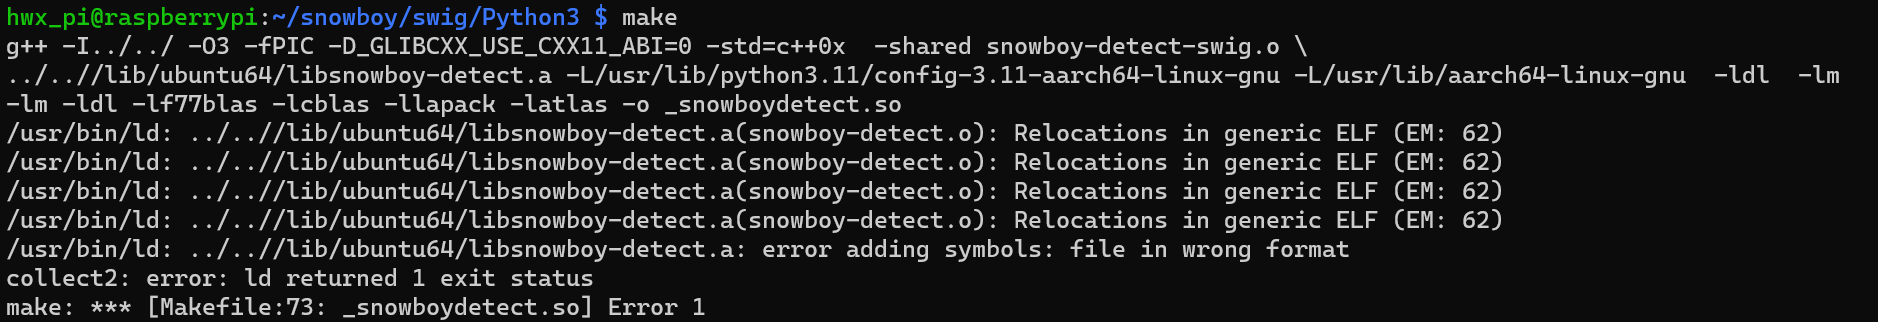 hwx_pi@raspberrypi:~/snowboy/swig/Python3 $ make
g++ -I../../ -O3 -fPIC -D_GLIBCXX_USE_CXX11_ABI=0 -std=c++0x  -shared snowboy-detect-swig.o \
../..//lib/ubuntu64/libsnowboy-detect.a -L/usr/lib/python3.11/config-3.11-aarch64-linux-gnu -L/usr/lib/aarch64-linux-gnu  -ldl  -lm
-lm -ldl -lf77blas -lcblas -llapack -latlas -o _snowboydetect.so
/usr/bin/ld: ../..//lib/ubuntu64/libsnowboy-detect.a(snowboy-detect.o): Relocations in generic ELF (EM: 62)
/usr/bin/ld: ../..//lib/ubuntu64/libsnowboy-detect.a(snowboy-detect.o): Relocations in generic ELF (EM: 62)
/usr/bin/ld: ../..//lib/ubuntu64/libsnowboy-detect.a(snowboy-detect.o): Relocations in generic ELF (EM: 62)
/usr/bin/ld: ../..//lib/ubuntu64/libsnowboy-detect.a(snowboy-detect.o): Relocations in generic ELF (EM: 62)
/usr/bin/ld: ../..//lib/ubuntu64/libsnowboy-detect.a: error adding symbols: file in wrong format
collect2: error: ld returned 1 exit status
make: *** [Makefile:73: _snowboydetect.so] Error 1